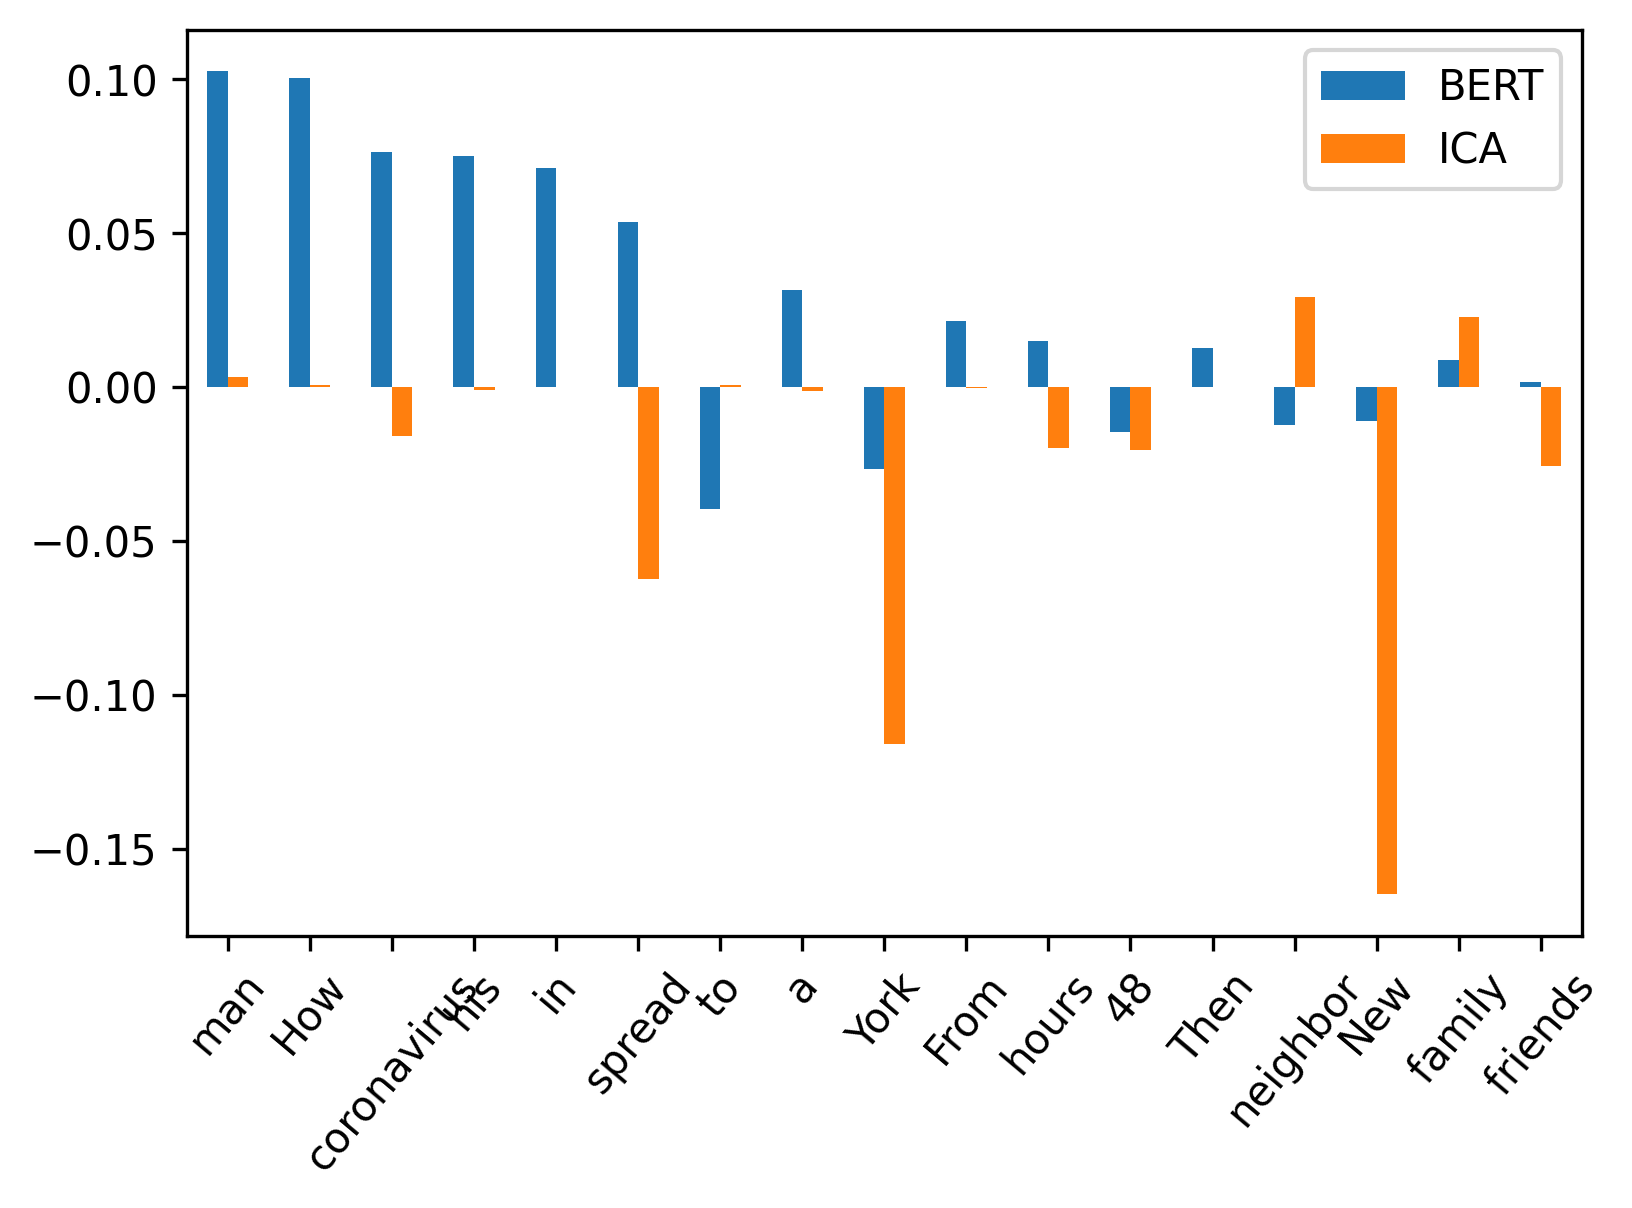 0.10
0.05
0.00
−0.05
−0.10
−0.15
BERT
ICA
man
How
coronavirus
his
in
spread
to
a
York
From
hours
48
Then
neighbor
New
family
friends